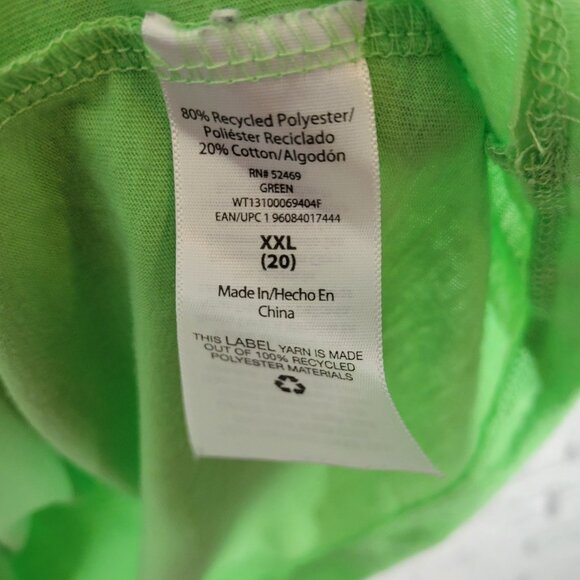 80% Recycled Polyester/
Poliéster Reciclado
20% Cotton/Algodón
RN# 52469
GREEN
WT13100069404F
EAN/UPC 1 96084017444
XXL
(20)
Made In/Hecho En
China
THIS LABEL YARN IS MADE
OUT OF 100% RECYCLED
POLYESTER MATERIALS